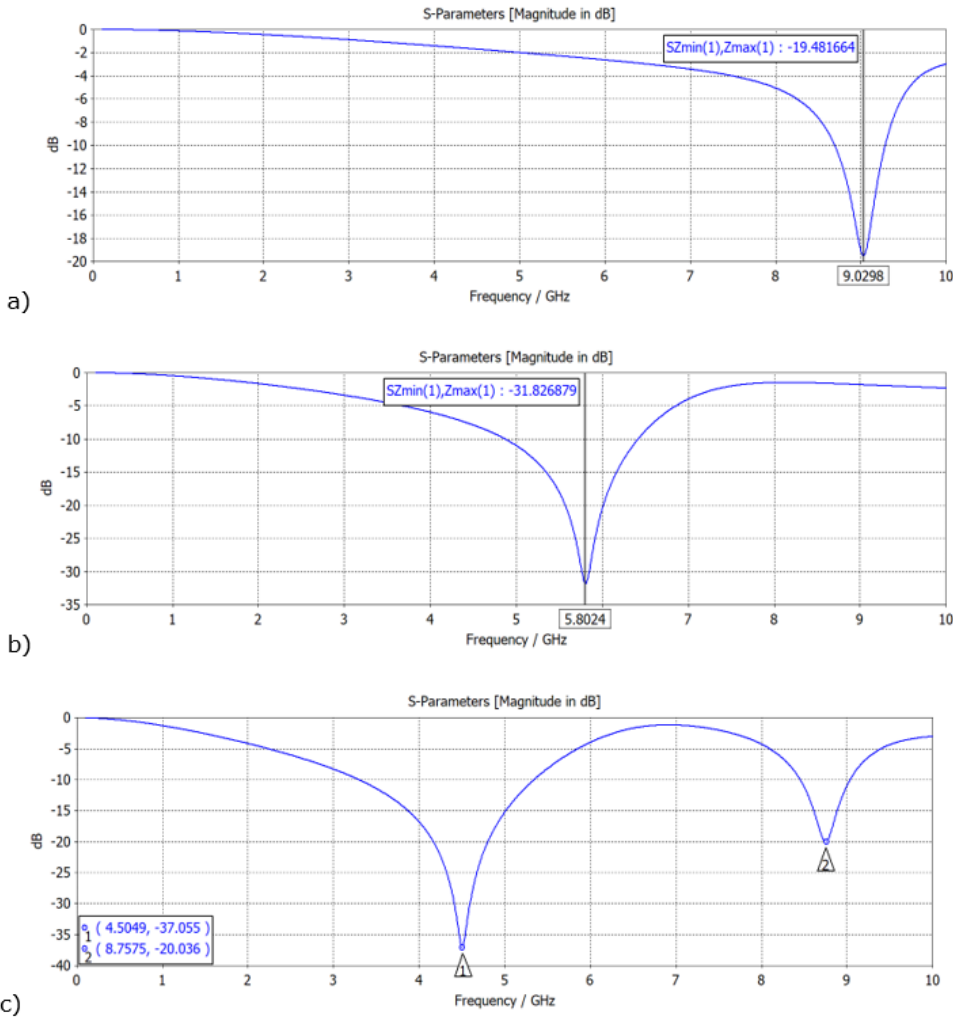 S-Parameters [Magnitude in dB]
0
-2
-4
-6
-8
-10
-12
-14
-16
-18
-20
dB
SZmin(1),Zmax(1) : -19.481664
0 1 2 3 4 5 6 7 8 9.0298 10
Frequency / GHz
a)
S-Parameters [Magnitude in dB]
0
-5
-10
-15
-20
-25
-30
-35
dB
SZmin(1),Zmax(1) : -31.826879
0 1 2 3 4 5 5.8024 7 8 9 10
Frequency / GHz
b)
S-Parameters [Magnitude in dB]
0
-5
-10
-15
-20
-25
-30
-35
-40
dB
1 ( 4.5049, -37.055 )
2 ( 8.7575, -20.036 )
1
2
0 1 2 3 4 5 6 7 8 9 10
Frequency / GHz
c)